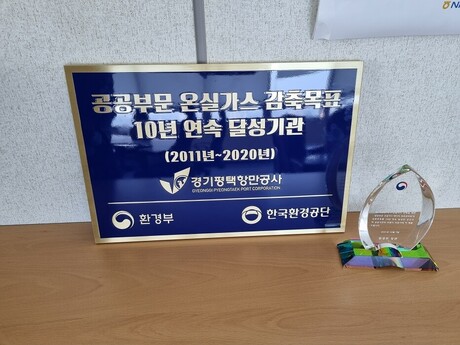 공공부문 온실가스 감축목표
10년 연속 달성기관
(2011년~2020년)
경기평택항만공사
GYEONGGI PYEONGTAEK PORT CORPORATION
환경부
한국환경공단